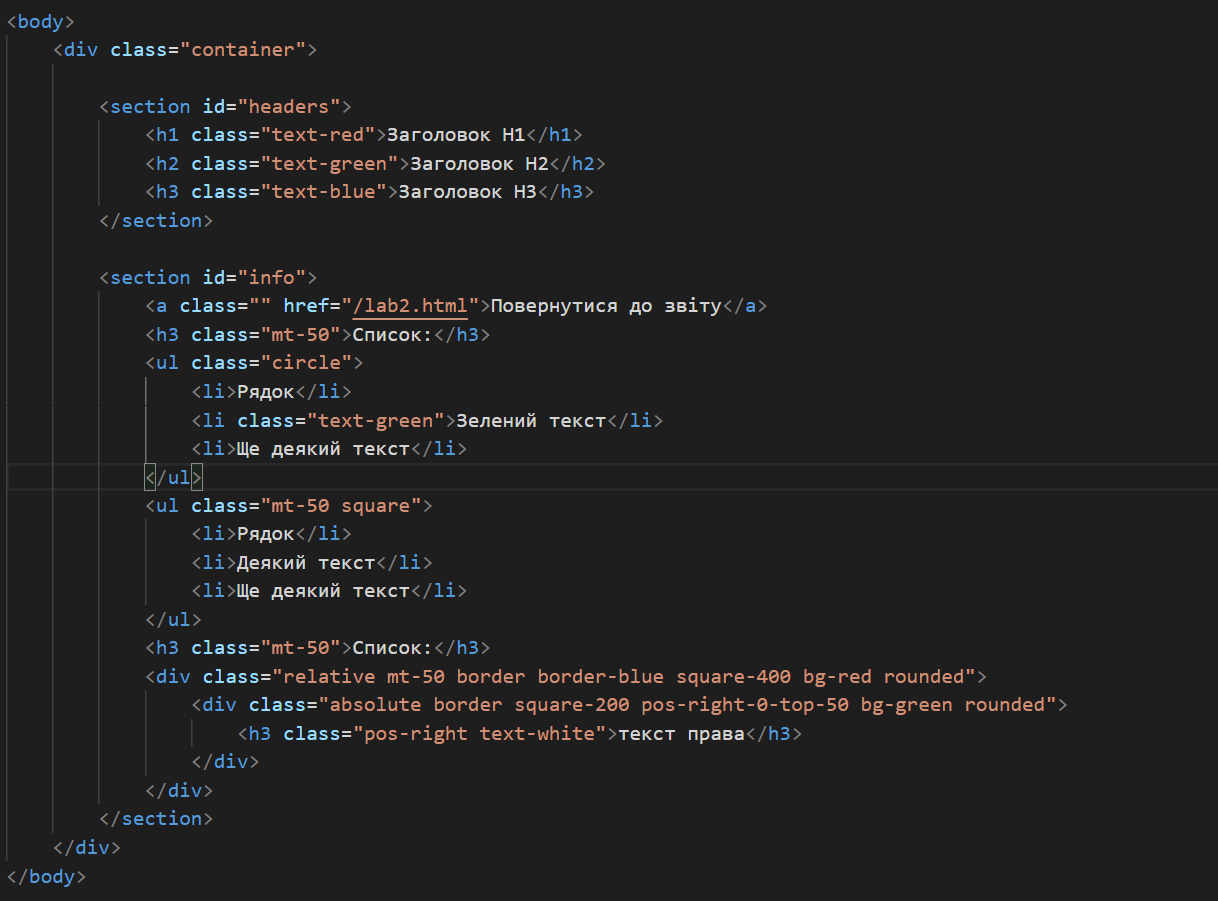 <body>
<div class="container">
<section id="headers">
<h1 class="text-red">Заголовок H1</h1>
<h2 class="text-green">Заголовок H2</h2>
<h3 class="text-blue">Заголовок H3</h3>
</section>
<section id="info">
<a class="" href="/lab2.html">Повернутися до звіту</a>
<h3 class="mt-50">Список:</h3>
<ul class="circle">
<li>Рядок</li>
<li class="text-green">Зелений текст</li>
<li>Ще деякий текст</li>
</ul>
<ul class="mt-50 square">
<li>Рядок</li>
<li>Деякий текст</li>
<li>Ще деякий текст</li>
</ul>
<h3 class="mt-50">Список:</h3>
<div class="relative mt-50 border border-blue square-400 bg-red rounded">
<div class="absolute border square-200 pos-right-0-top-50 bg-green rounded">
<h3 class="pos-right text-white">текст права</h3>
</div>
</div>
</section>
</div>
</body>